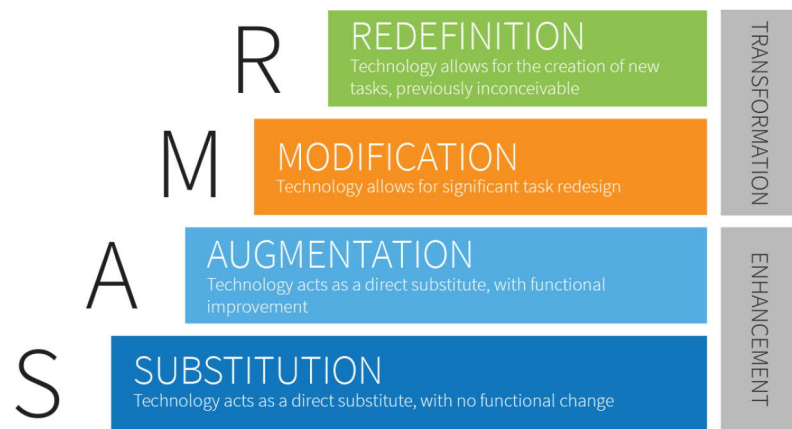 R
REDEFINITION
Technology allows for the creation of new
tasks, previously inconceivable
M
MODIFICATION
Technology allows for significant task redesign
TRANSFORMATION
A
AUGMENTATION
Technology acts as a direct substitute, with functional
improvement
S
SUBSTITUTION
Technology acts as a direct substitute, with no functional change
ENHANCEMENT